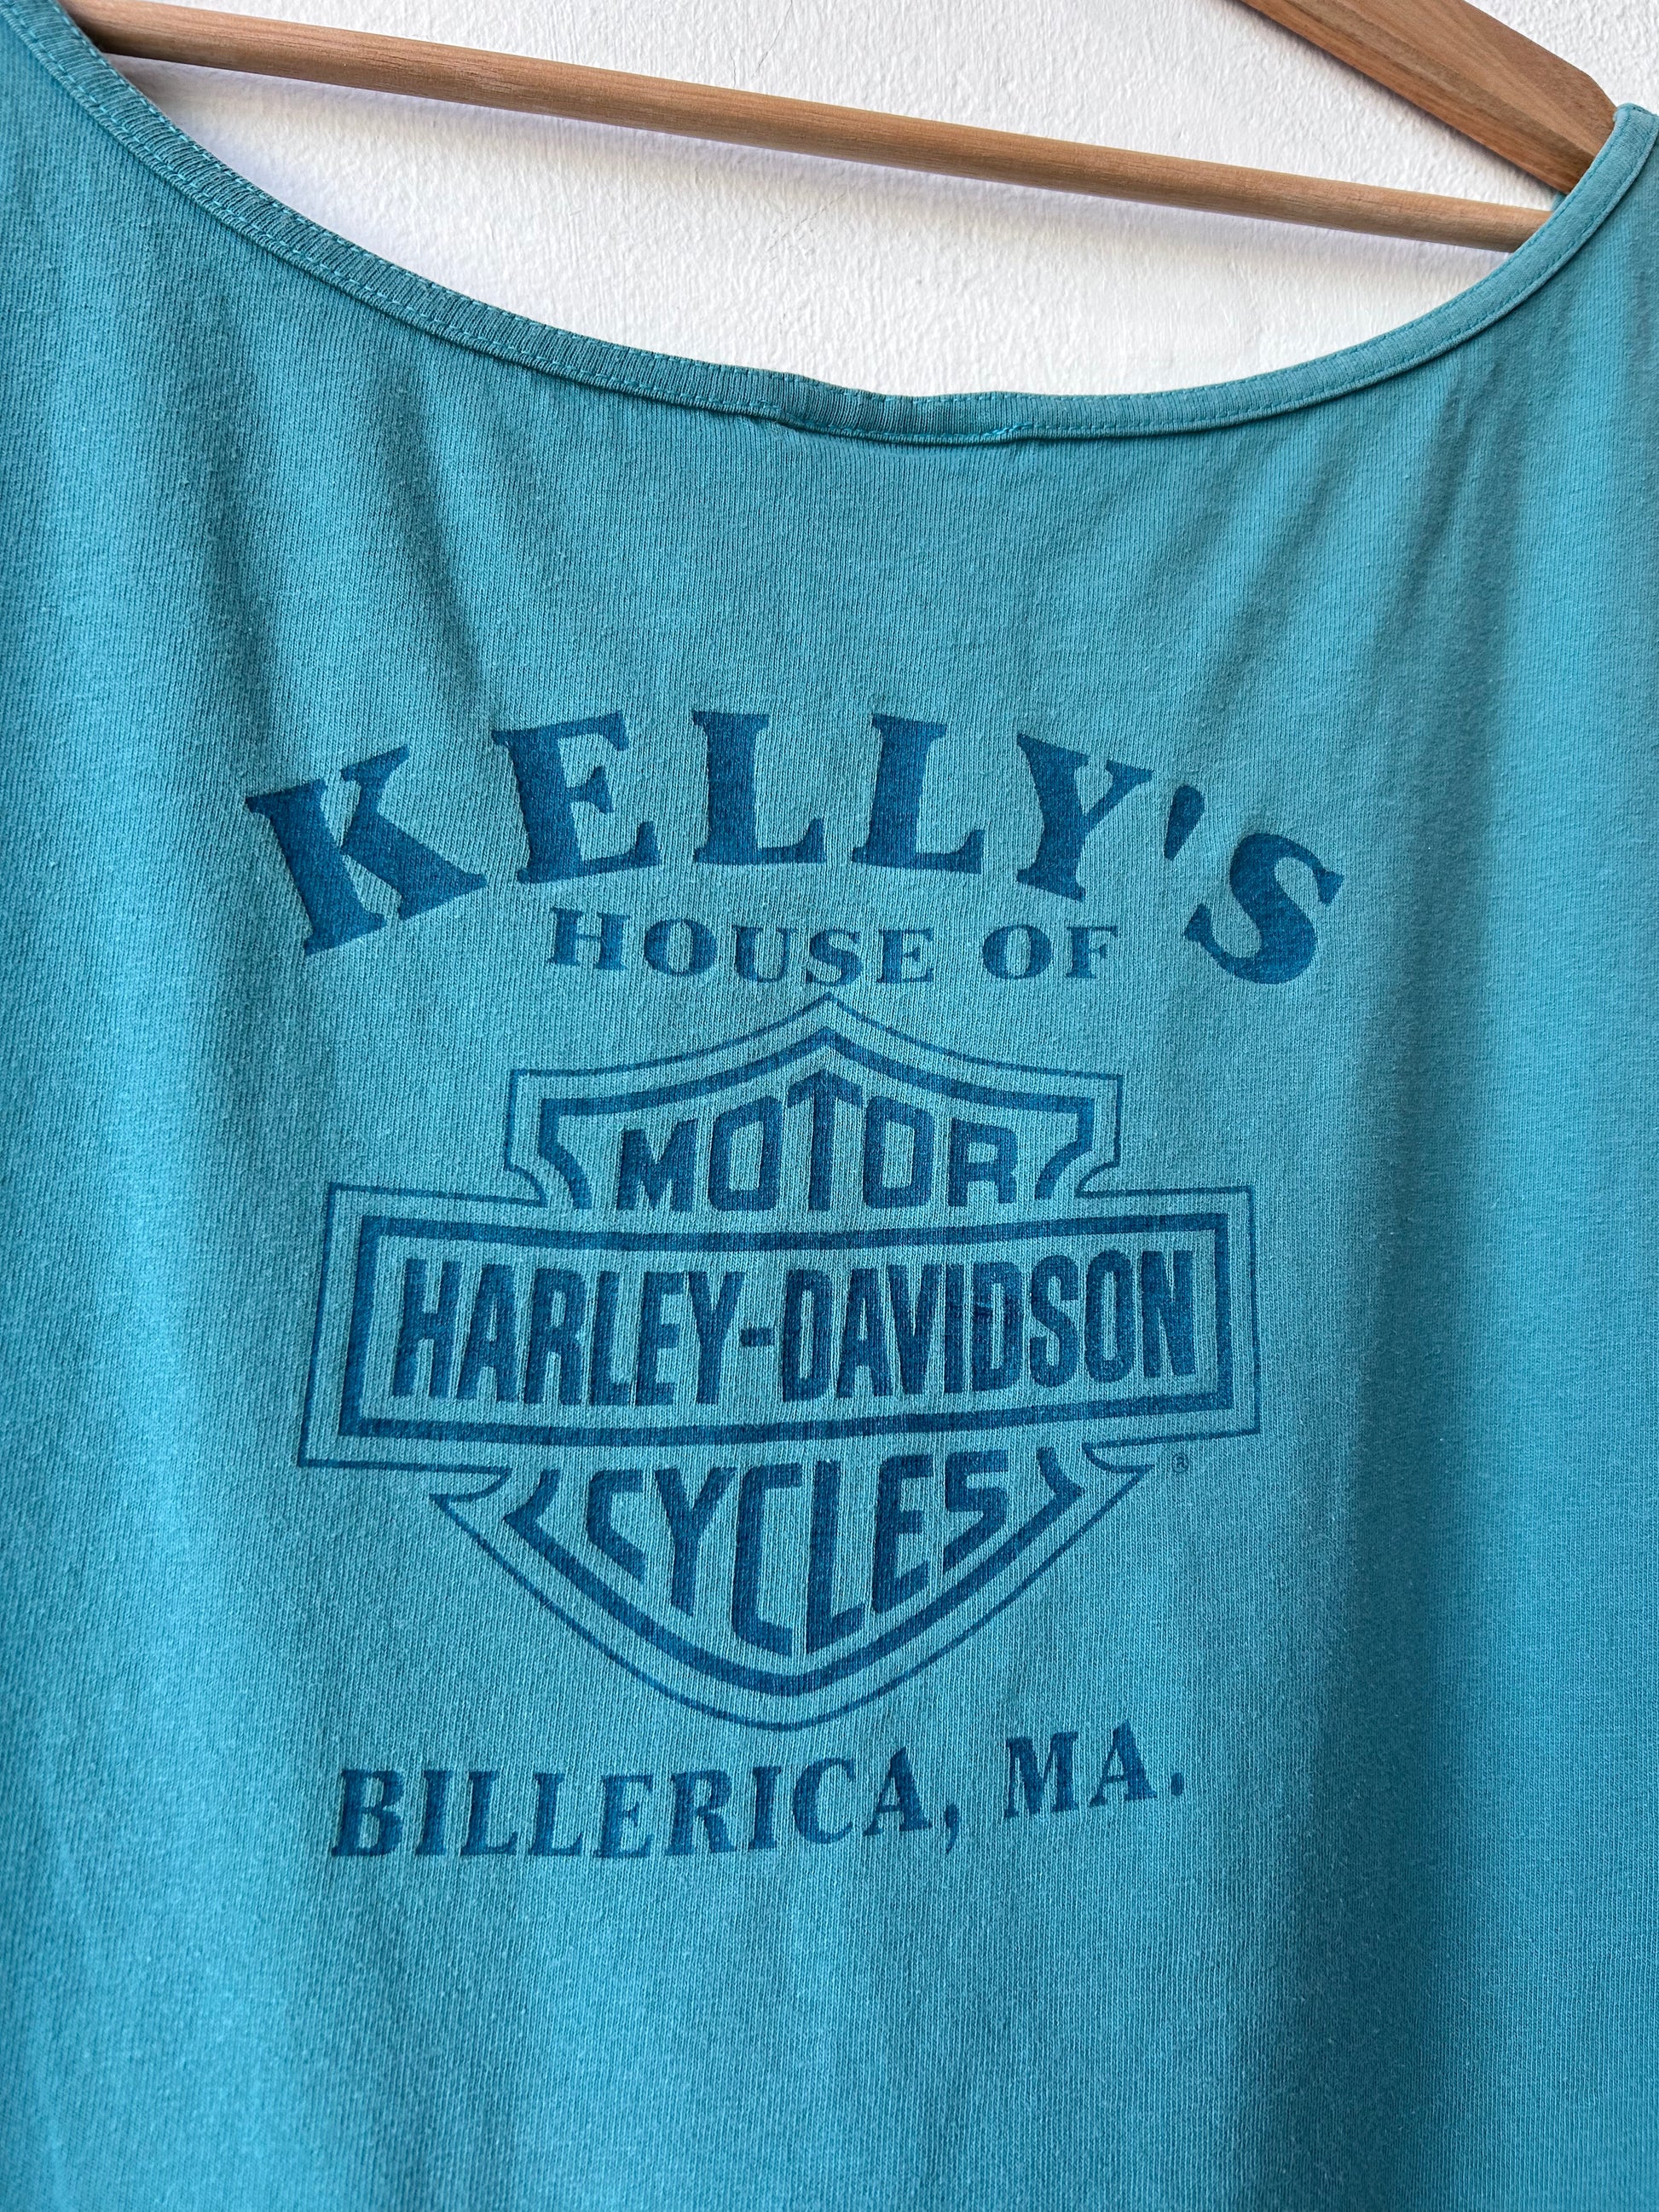 KELLY'S
HOUSE OF
MOTOR
HARLEY-DAVIDSON
CYCLES
®
BILLERICA, MA.